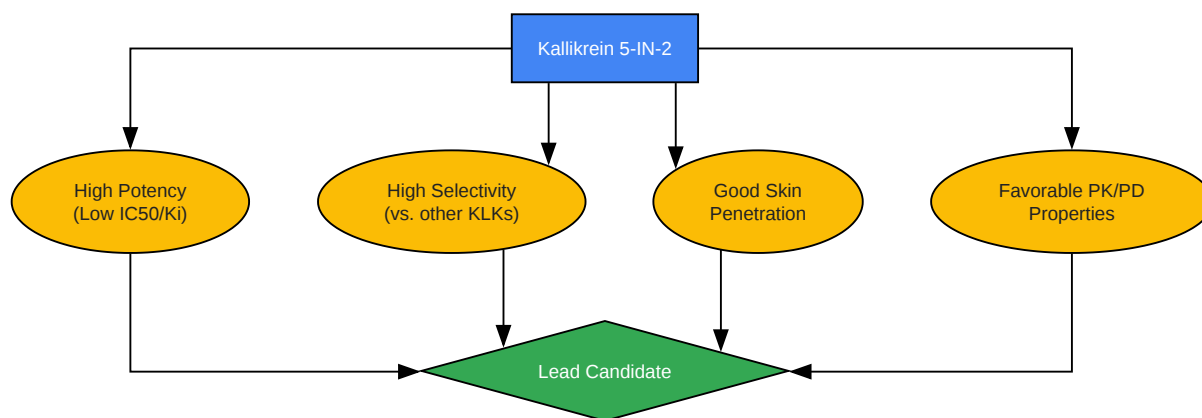 Kallikrein 5-IN-2
High Potency
(Low IC50/Ki)
High Selectivity
(vs. other KLKs)
Good Skin
Penetration
Favorable PK/PD
Properties
Lead Candidate